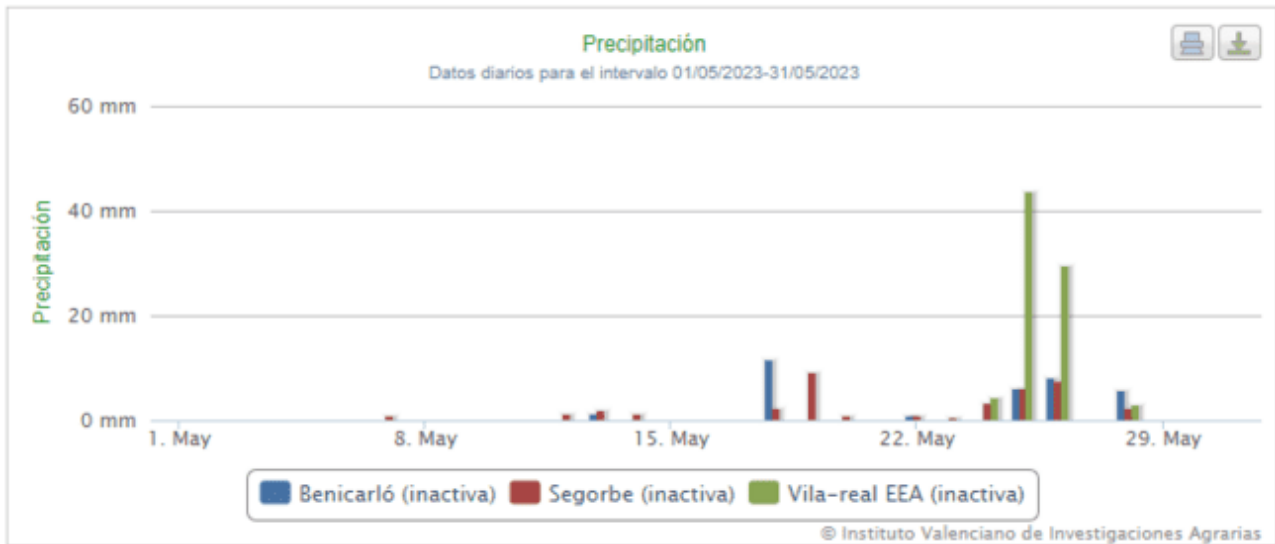 Precipitación
Datos diarios para el intervalo 01/05/2023-31/05/2023
Precipitación
60 mm
40 mm
20 mm
0 mm
1. May 8. May 15. May 22. May 29. May
Benicarló (inactiva) Segorbe (inactiva) Vila-real EEA (inactiva)
© Instituto Valenciano de Investigaciones Agrarias